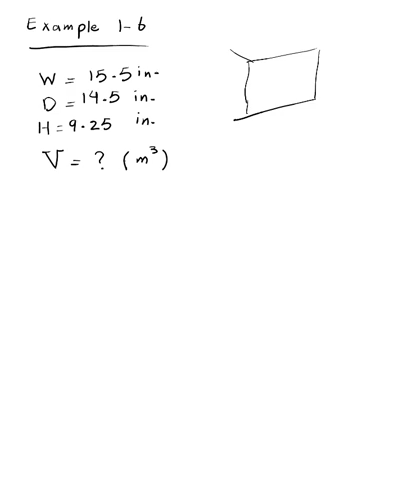 Example 1-6
W = 15.5 in.
D = 14.5 in.
H = 9.25 in.
V = ? (m³)